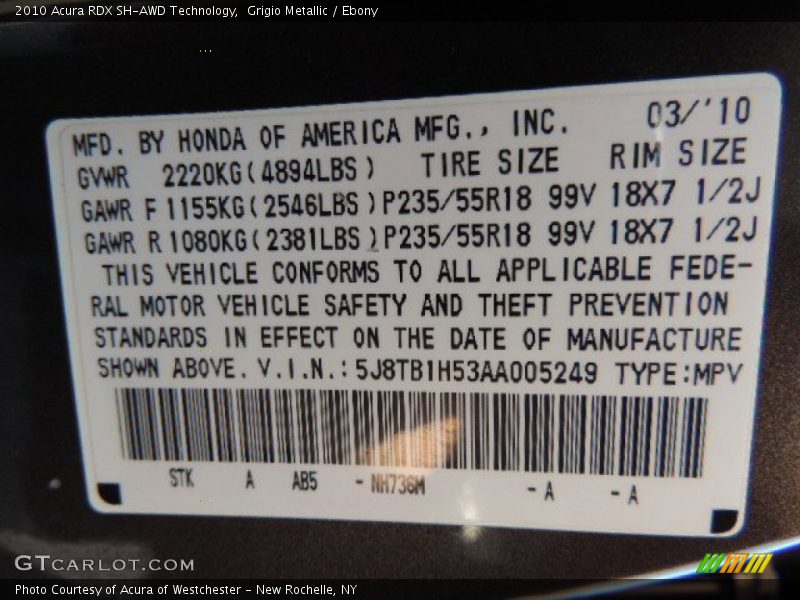 2010 Acura RDX SH-AWD Technology,  Grigio Metallic / Ebony
MFD. BY HONDA OF AMERICA MFG., INC. 03/'10
GVWR 2220KG(4894LBS) TIRE SIZE RIM SIZE
GAWR F 1155KG(2546LBS) P235/55R18 99V 18X7 1/2J
GAWR R 1080KG(2381LBS) P235/55R18 99V 18X7 1/2J
THIS VEHICLE CONFORMS TO ALL APPLICABLE FEDE-
RAL MOTOR VEHICLE SAFETY AND THEFT PREVENTION
STANDARDS IN EFFECT ON THE DATE OF MANUFACTURE
SHOWN ABOVE. V.I.N.: 5J8TB1H53AA005249 TYPE:MPV
STK A AB5 - NH736M - A - A
GTCARLOT.COM
Photo Courtesy of Acura of Westchester - New Rochelle, NY